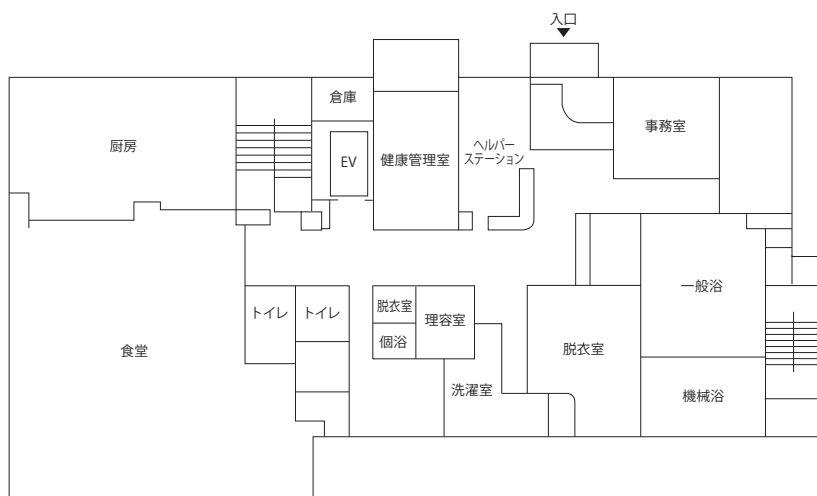 入口
倉庫
厨房
EV
健康管理室
ヘルパー
ステーション
事務室
トイレ
トイレ
脱衣室
理容室
個浴
一般浴
食堂
脱衣室
洗濯室
機械浴